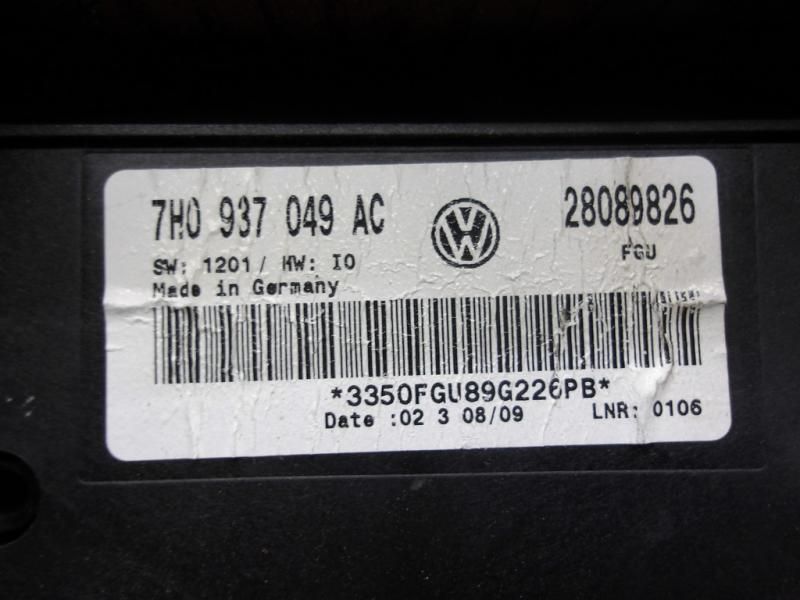 7H0 937 049 AC
28089826
SW: 1201/ HW: IO
FGU
Made in Germany
*3350FGU89G226PB*
Date :02 3 08/09
LNR: 0106